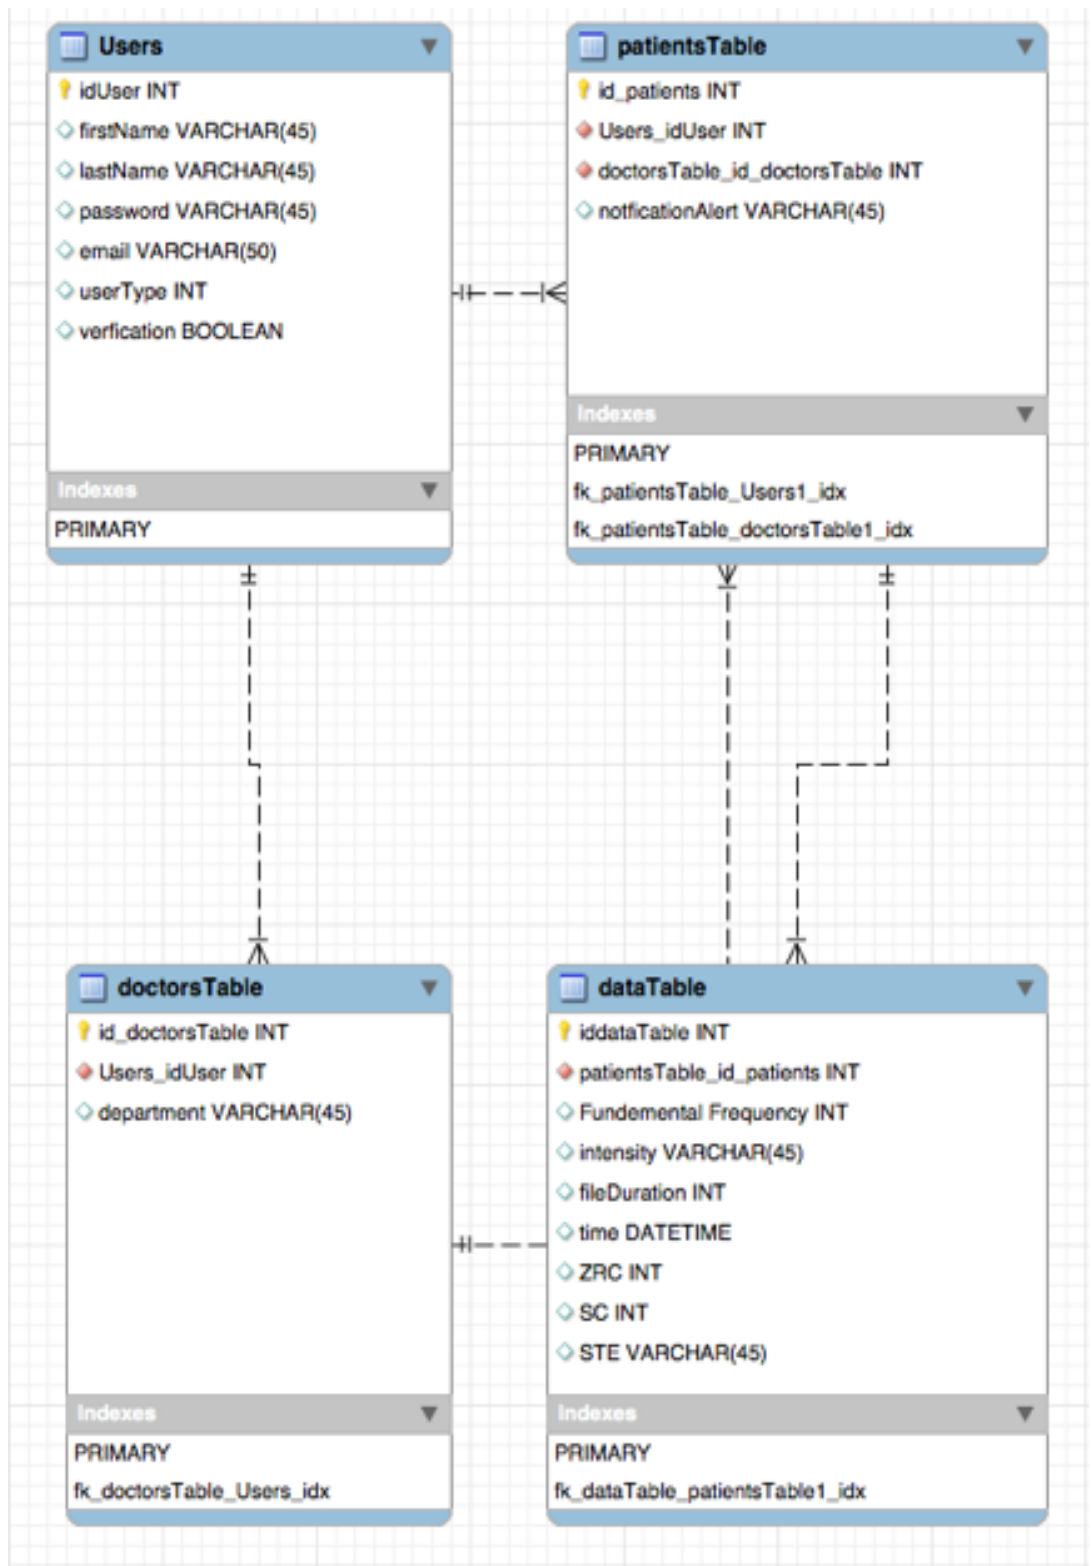 Users
idUser INT
firstName VARCHAR(45)
lastName VARCHAR(45)
password VARCHAR(45)
email VARCHAR(50)
userType INT
verfication BOOLEAN
Indexes
PRIMARY
patientsTable
id_patients INT
Users_idUser INT
doctorsTable_id_doctorsTable INT
notficationAlert VARCHAR(45)
Indexes
PRIMARY
fk_patientsTable_Users1_idx
fk_patientsTable_doctorsTable1_idx
doctorsTable
id_doctorsTable INT
Users_idUser INT
department VARCHAR(45)
Indexes
PRIMARY
fk_doctorsTable_Users_idx
dataTable
iddataTable INT
patientsTable_id_patients INT
Fundemental Frequency INT
intensity VARCHAR(45)
fileDuration INT
time DATETIME
ZRC INT
SC INT
STE VARCHAR(45)
Indexes
PRIMARY
fk_dataTable_patientsTable1_idx